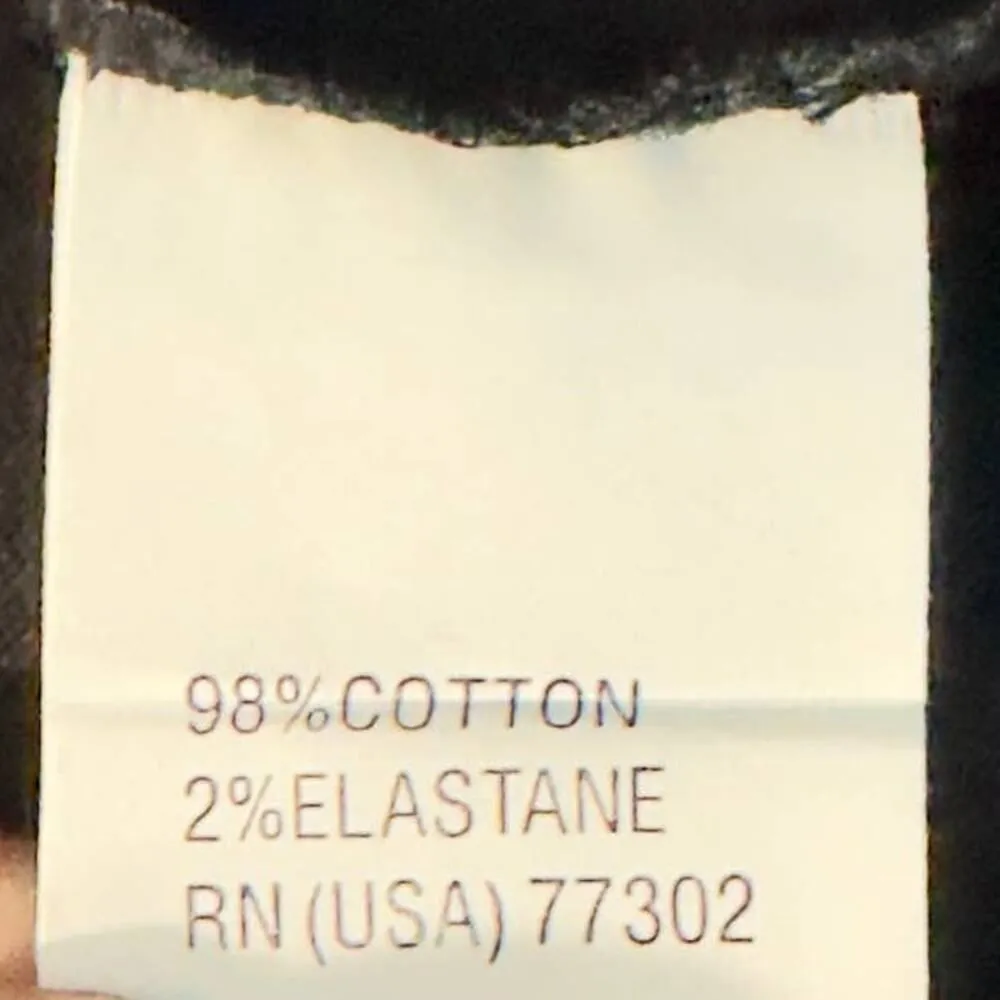 98%COTTON
2%ELASTANE
RN (USA) 77302